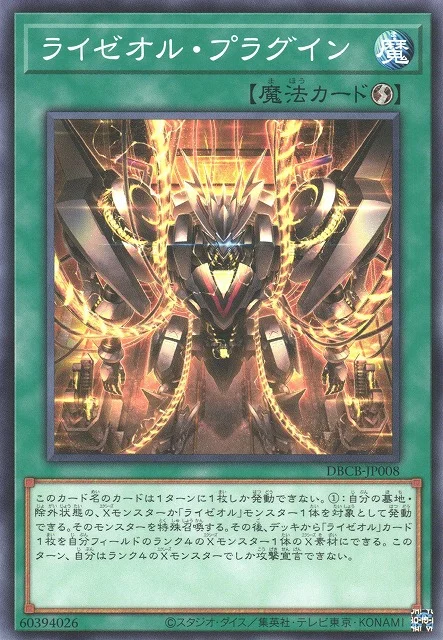 ライゼオル・プラグイン
魔
【魔法カード】
DBCB-JP008
このカード名のカードは1ターンに1枚しか発動できない。①:自分の墓地・
除外状態の、Xモンスターか「ライゼオル」モンスター1体を対象として発動
できる。そのモンスターを特殊召喚する。その後、デッキから「ライゼオル」カード
1枚を自分フィールドのランク4のXモンスター1体のX素材にできる。この
ターン、自分はランク4のXモンスターでしか攻撃宣言できない。
60394026
©スタジオ・ダイス/集英社・テレビ東京・KONAMI